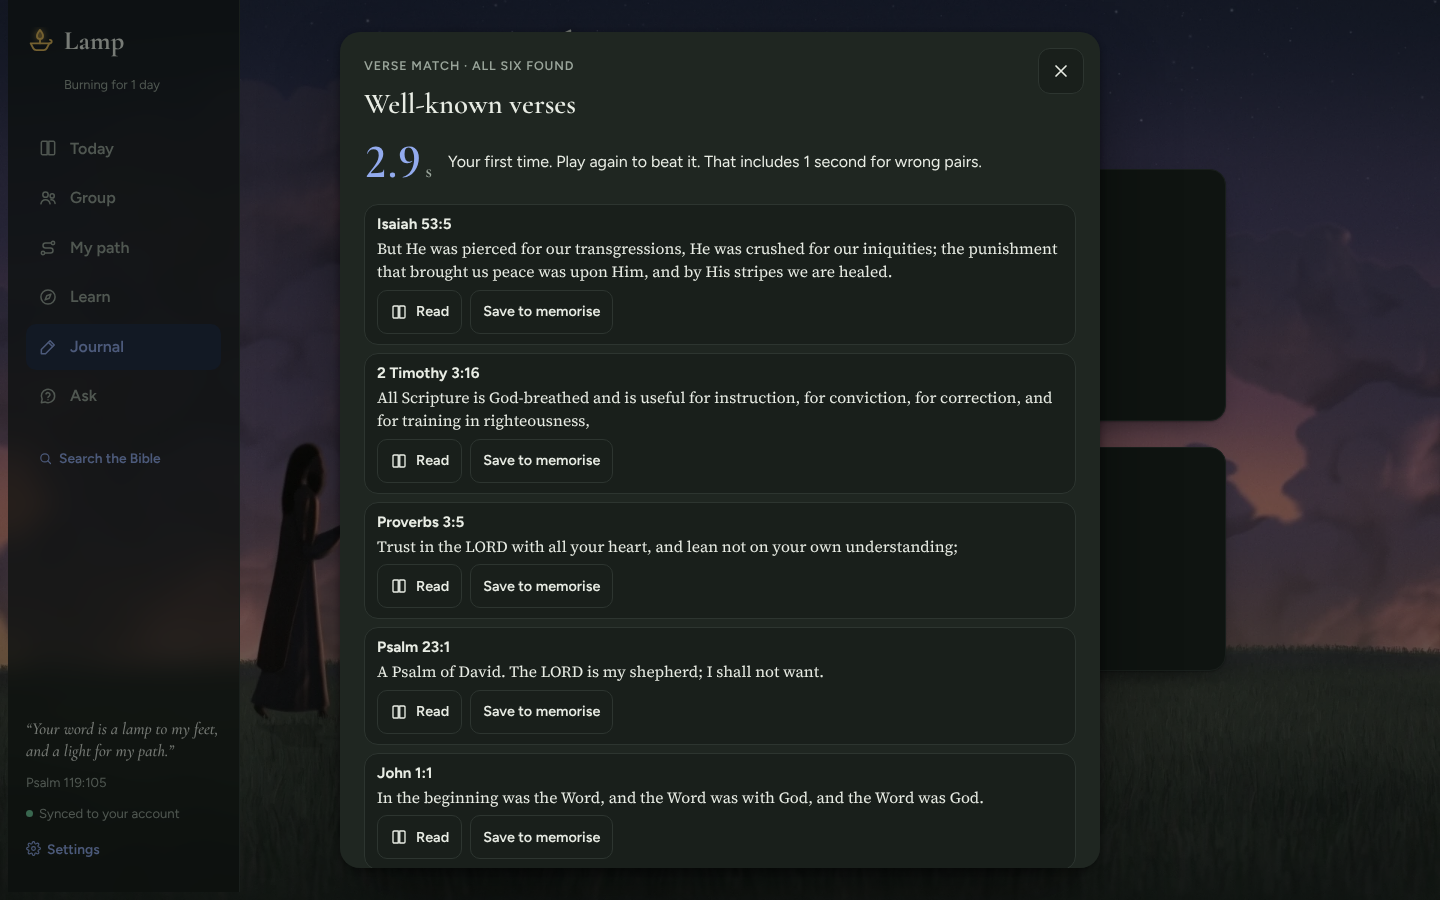 Lamp
Burning for 1 day
Today
Group
My path
Learn
Journal
Ask
Search the Bible
“Your word is a lamp to my feet,
and a light for my path.”
Psalm 119:105
Synced to your account
Settings
VERSE MATCH · ALL SIX FOUND
Well-known verses
2.9 s Your first time. Play again to beat it. That includes 1 second for wrong pairs.
Isaiah 53:5
But He was pierced for our transgressions, He was crushed for our iniquities; the punishment
that brought us peace was upon Him, and by His stripes we are healed.
Read Save to memorise
2 Timothy 3:16
All Scripture is God-breathed and is useful for instruction, for conviction, for correction, and
for training in righteousness,
Read Save to memorise
Proverbs 3:5
Trust in the LORD with all your heart, and lean not on your own understanding;
Read Save to memorise
Psalm 23:1
A Psalm of David. The LORD is my shepherd; I shall not want.
Read Save to memorise
John 1:1
In the beginning was the Word, and the Word was with God, and the Word was God.
Read Save to memorise